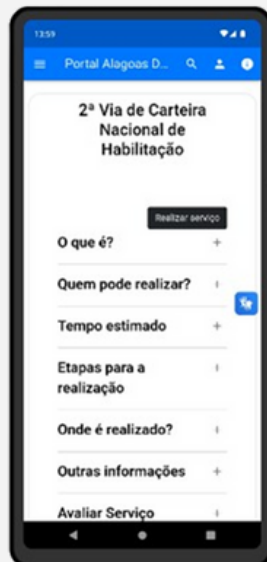 13:59
Portal Alagoas D...
2ª Via de Carteira
Nacional de
Habilitação
Realizar serviço
O que é?
Quem pode realizar?
Tempo estimado
Etapas para a
realização
Onde é realizado?
Outras informações
Avaliar Serviço